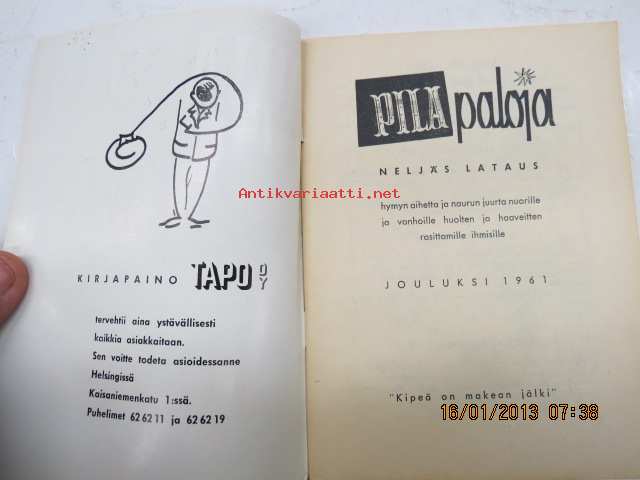 KIRJAPAINO TAPO OY
tervehtii aina ystävällisesti
kaikkia asiakkaitaan.
Sen voitte todeta asioidessanne
Helsingissä
Kaisaniemenkatu 1:ssä.
Puhelimet 62 62 11 ja 62 62 19
PILA paloja
NELJÄS LATAUS
hymyn aihetta ja naurun juurta nuorille
ja vanhoille huolten ja haaveitten
rasittamille ihmisille
JOULUKSI 1961
"Kipeä on makean jälki"
Antikvariaatti.net
16/01/2013 07:38